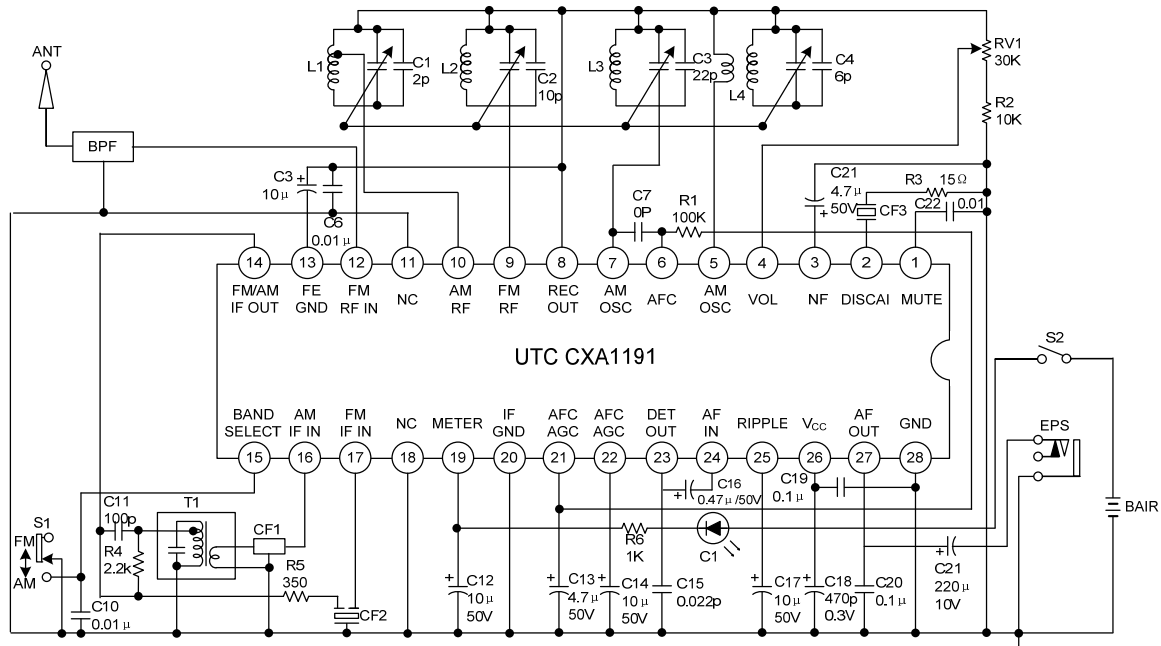 ANT
BPF
L1
C1
2p
L2
C2
10p
L3
C3
22p
L4
C4
6p
RV1
30K
R2
10K
C3 +
10μ
C6
0.01μ
C7
0P
R1
100K
C21
4.7μ
50V +
CF3
R3 15Ω
C22 0.01
14 13 12 11 10 9 8 7 6 5 4 3 2 1
FM/AM
IF OUT
FE
GND
FM
RF IN
NC
AM
RF
FM
RF
REC
OUT
AM
OSC
AFC
AM
OSC
VOL
NF
DISCAI
MUTE
UTC CXA1191
BAND
SELECT
AM
IF IN
FM
IF IN
NC
METER
IF
GND
AFC
AGC
AFC
AGC
DET
OUT
AF
IN
RIPPLE
VCC
AF
OUT
GND
15 16 17 18 19 20 21 22 23 24 25 26 27 28
S2
EPS
BAIR
C11
100p
T1
CF1
S1
FM
AM
R4
2.2k
R5
350
CF2
C10
0.01μ
+ C16
0.47μ/50V
C19
0.1μ
R6
1K
C1
+ C12
10μ
50V
+ C13
4.7μ
50V
+ C14
10μ
50V
C15
0.022p
+ C17
10μ
50V
+ C18
470p
0.3V
C20
0.1μ
+ C21
220μ
10V